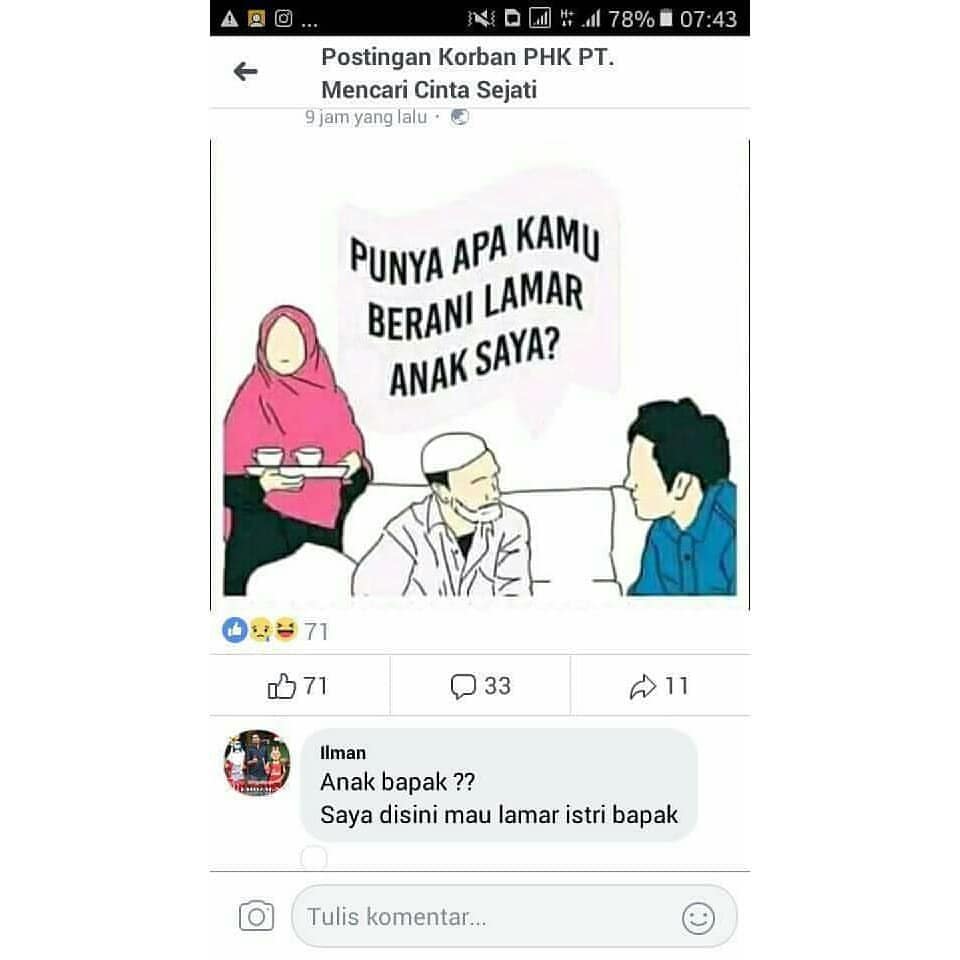 ... 78% 07:43
Postingan Korban PHK PT.
Mencari Cinta Sejati
9 jam yang lalu ·
PUNYA APA KAMU
BERANI LAMAR
ANAK SAYA?
71
71 33 11
Ilman
Anak bapak ??
Saya disini mau lamar istri bapak
Tulis komentar...